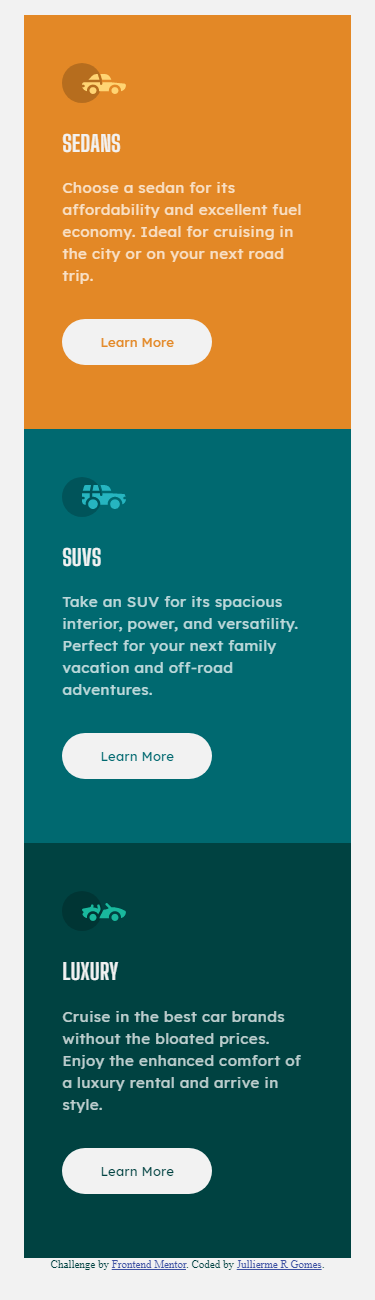 SEDANS
Choose a sedan for its
affordability and excellent fuel
economy. Ideal for cruising in
the city or on your next road
trip.
Learn More
SUVS
Take an SUV for its spacious
interior, power, and versatility.
Perfect for your next family
vacation and off-road
adventures.
Learn More
LUXURY
Cruise in the best car brands
without the bloated prices.
Enjoy the enhanced comfort of
a luxury rental and arrive in
style.
Learn More
Challenge by Frontend Mentor. Coded by Jullierme R Gomes.